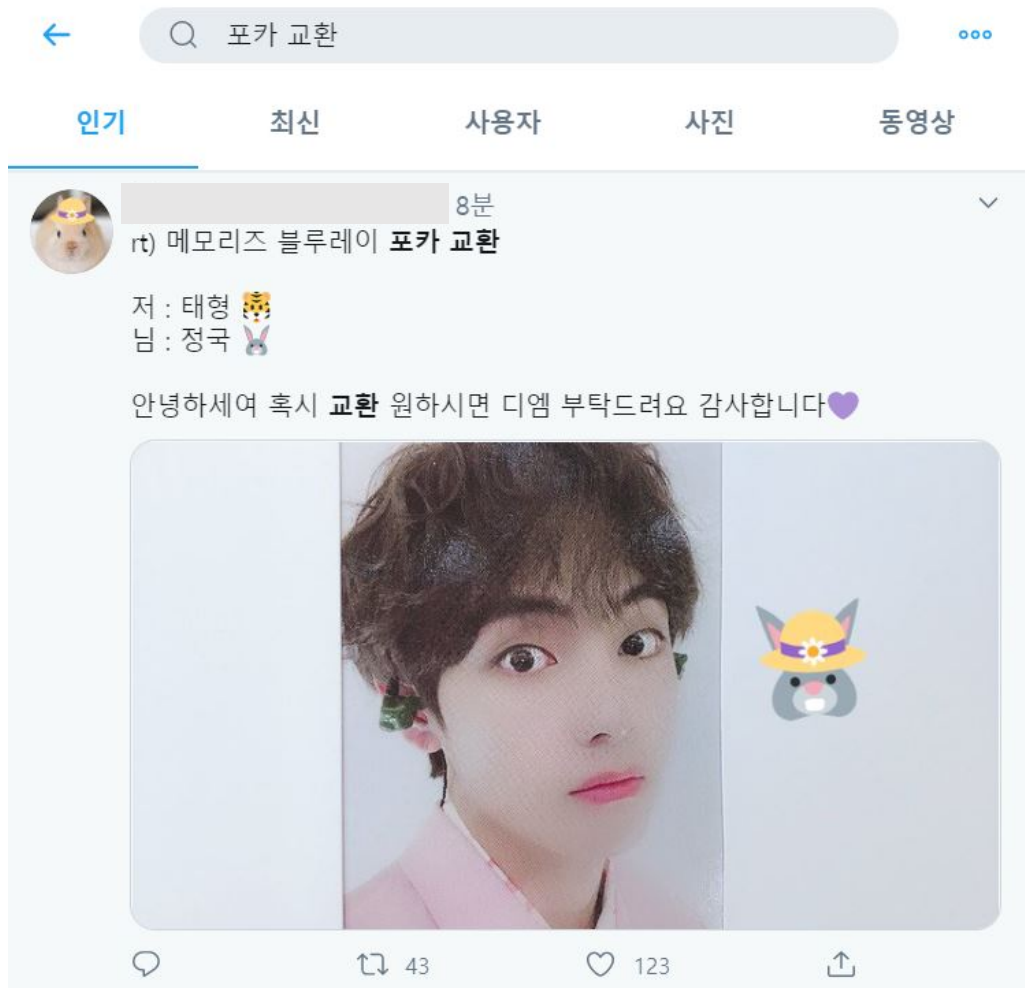 포카 교환
인기 최신 사용자 사진 동영상
8분
rt) 메모리즈 블루레이 포카 교환
저 : 태형 🐯
님 : 정국 🐰
안녕하세여 혹시 교환 원하시면 디엠 부탁드려요 감사합니다💜
43 123